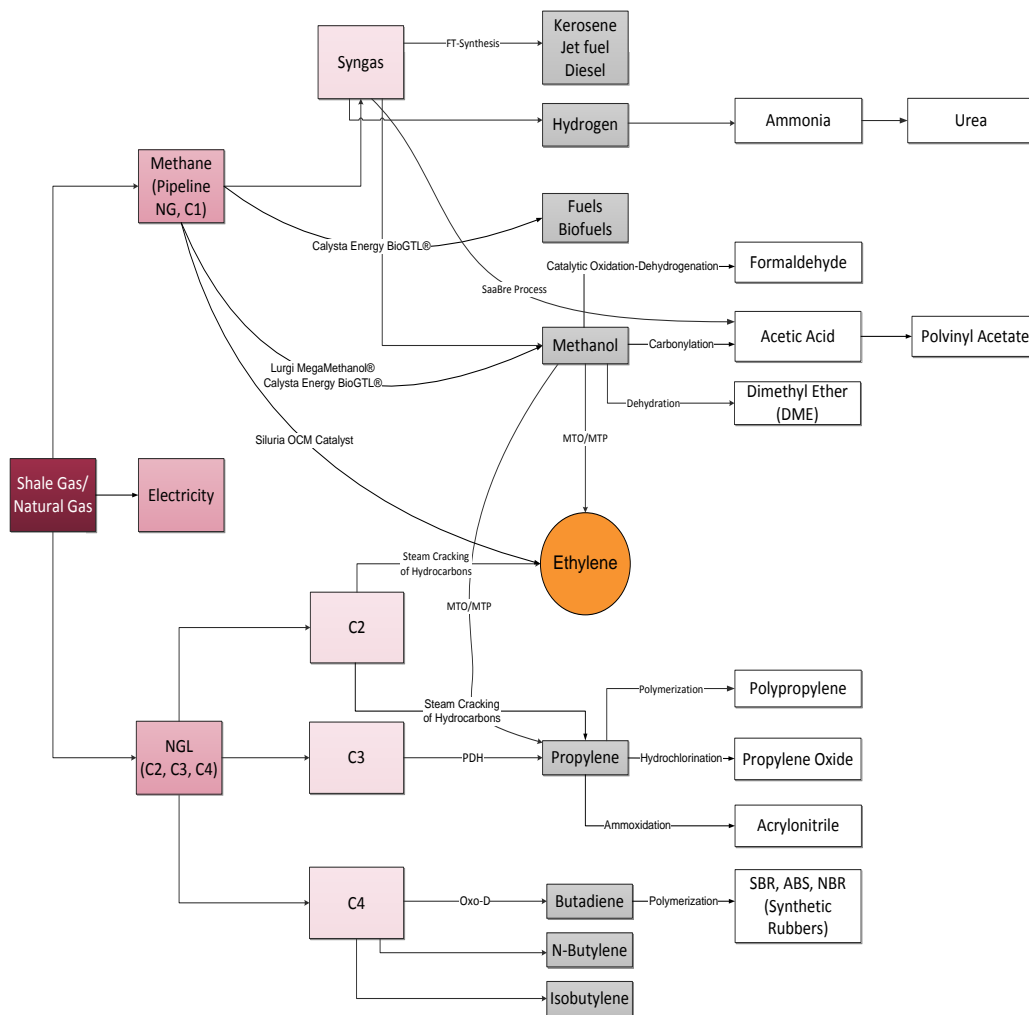 Kerosene
Jet fuel
Diesel
FT-Synthesis
Syngas
Hydrogen
Ammonia
Urea
Methane
(Pipeline
NG, C1)
Fuels
Biofuels
Calysta Energy BioGTL®
Catalytic Oxidation-Dehydrogenation
Formaldehyde
SaaBre Process
Methanol
Carbonylation
Acetic Acid
Polvinyl Acetate
Lurgi MegaMethanol®
Calysta Energy BioGTL®
Dehydration
Dimethyl Ether
(DME)
Siluria OCM Catalyst
MTO/MTP
Shale Gas/
Natural Gas
Electricity
Steam Cracking
of Hydrocarbons
Ethylene
MTO/MTP
C2
Steam Cracking
of Hydrocarbons
Polymerization
Polypropylene
NGL
(C2, C3, C4)
C3
PDH
Propylene
Hydrochlorination
Propylene Oxide
Ammoxidation
Acrylonitrile
C4
Oxo-D
Butadiene
Polymerization
SBR, ABS, NBR
(Synthetic
Rubbers)
N-Butylene
Isobutylene